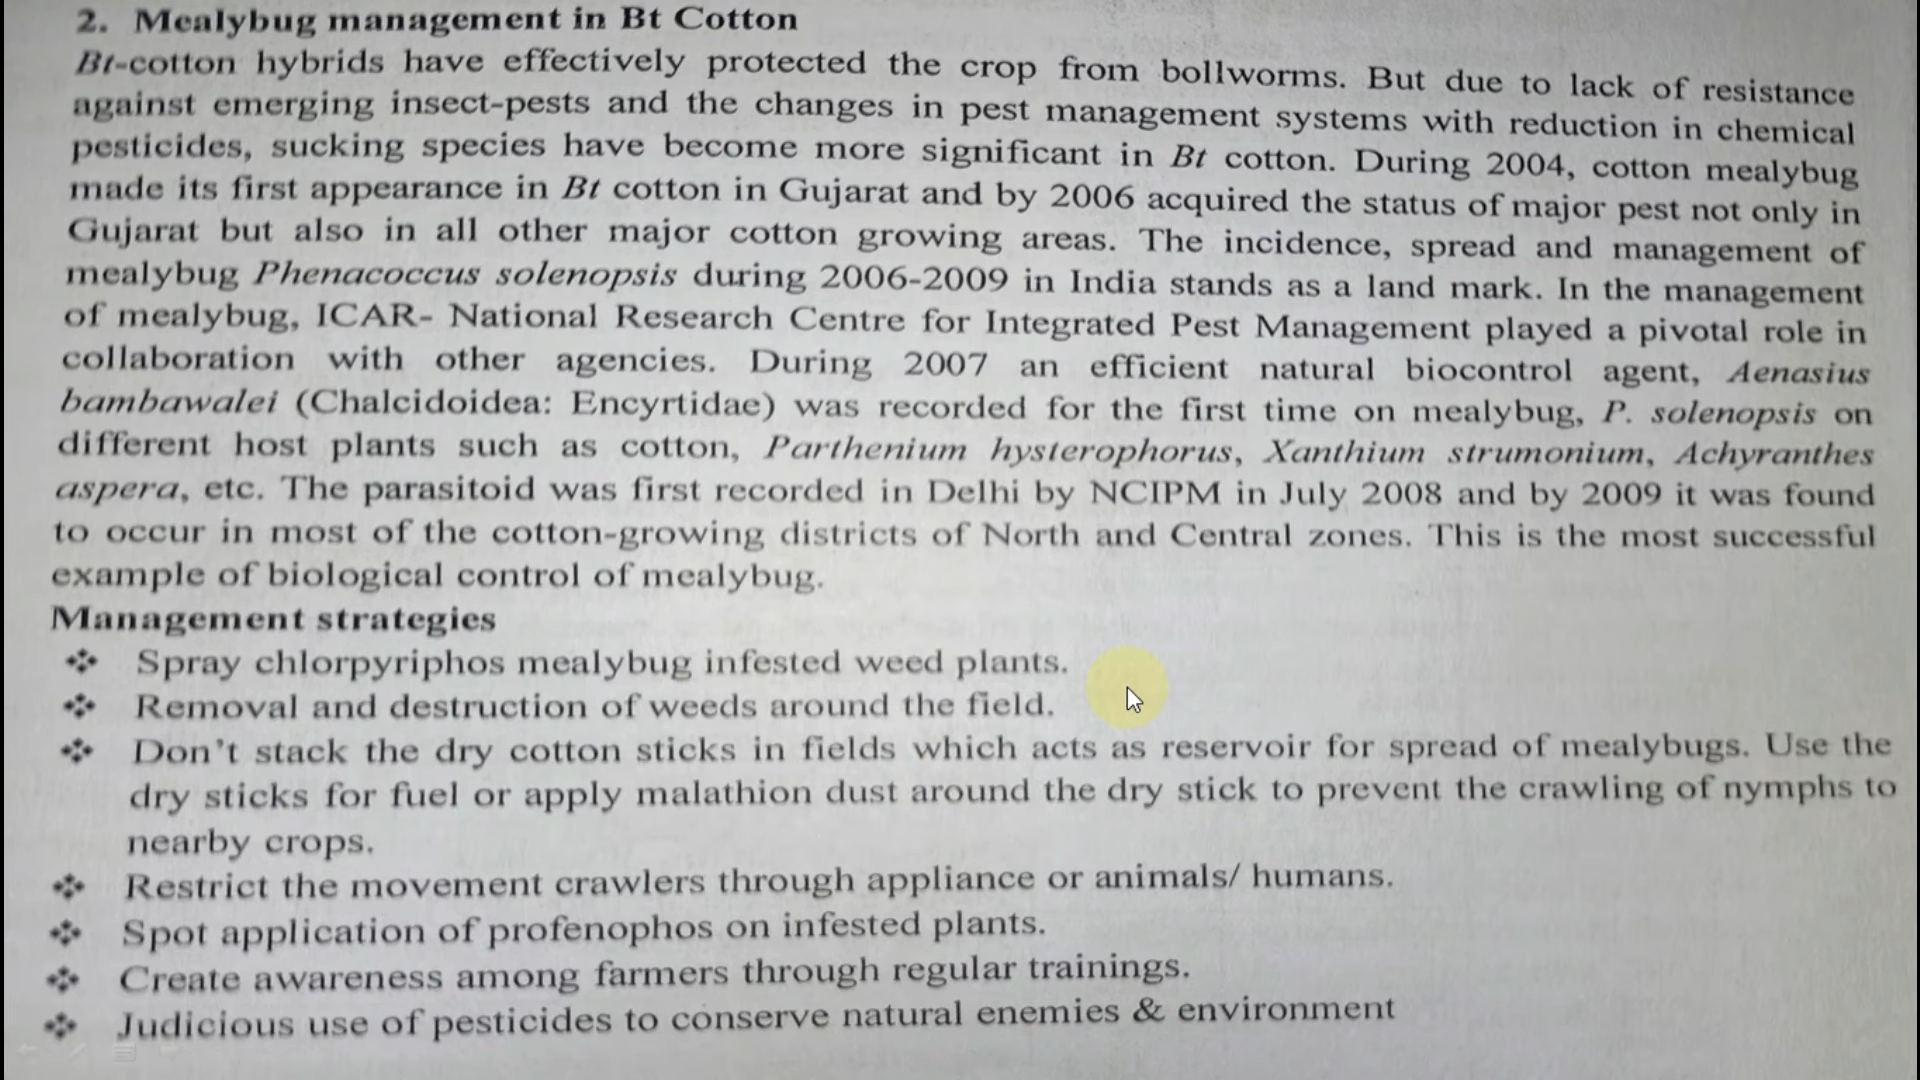 2. Mealybug management in Bt Cotton
Bt-cotton hybrids have effectively protected the crop from bollworms. But due to lack of resistance
against emerging insect-pests and the changes in pest management systems with reduction in chemical
pesticides, sucking species have become more significant in Bt cotton. During 2004, cotton mealybug
made its first appearance in Bt cotton in Gujarat and by 2006 acquired the status of major pest not only in
Gujarat but also in all other major cotton growing areas. The incidence, spread and management of
mealybug Phenacoccus solenopsis during 2006-2009 in India stands as a land mark. In the management
of mealybug, ICAR- National Research Centre for Integrated Pest Management played a pivotal role in
collaboration with other agencies. During 2007 an efficient natural biocontrol agent, Aenasius
bambawalei (Chalcidoidea: Encyrtidae) was recorded for the first time on mealybug, P. solenopsis on
different host plants such as cotton, Parthenium hysterophorus, Xanthium strumonium, Achyranthes
aspera, etc. The parasitoid was first recorded in Delhi by NCIPM in July 2008 and by 2009 it was found
to occur in most of the cotton-growing districts of North and Central zones. This is the most successful
example of biological control of mealybug.
Management strategies
❖ Spray chlorpyriphos mealybug infested weed plants.
❖ Removal and destruction of weeds around the field.
❖ Don't stack the dry cotton sticks in fields which acts as reservoir for spread of mealybugs. Use the
dry sticks for fuel or apply malathion dust around the dry stick to prevent the crawling of nymphs to
nearby crops.
❖ Restrict the movement crawlers through appliance or animals/ humans.
❖ Spot application of profenophos on infested plants.
❖ Create awareness among farmers through regular trainings.
❖ Judicious use of pesticides to conserve natural enemies & environment